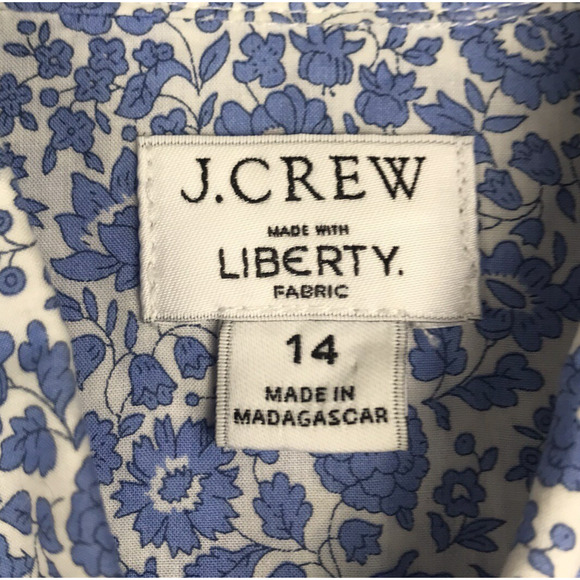 J.CREW
MADE WITH
LIBERTY.
FABRIC
14
MADE IN
MADAGASCAR